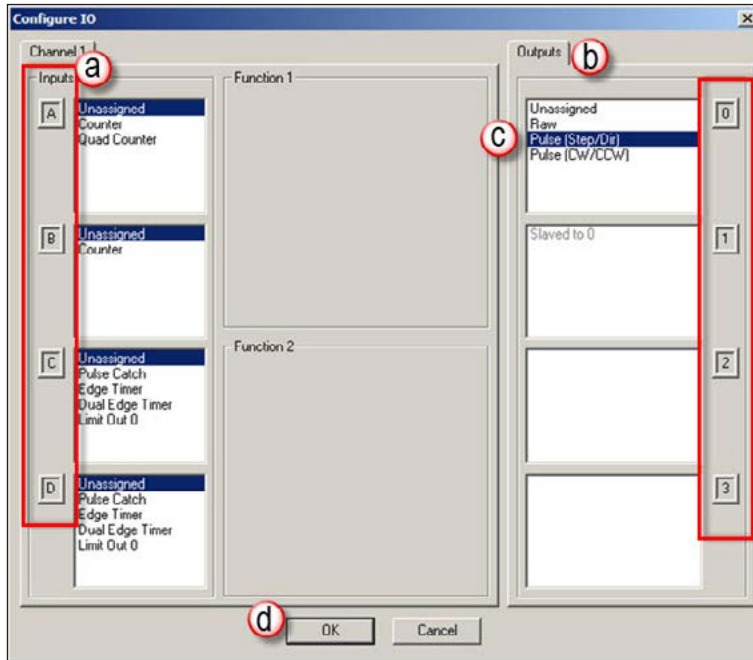 Configure IO
Channel 1
a
Inputs
A
Unassigned
Counter
Quad Counter
B
Unassigned
Counter
C
Unassigned
Pulse Catch
Edge Timer
Dual Edge Timer
Limit Out 0
D
Unassigned
Pulse Catch
Edge Timer
Dual Edge Timer
Limit Out 0
Function 1
Function 2
Outputs
b
c
Unassigned
Raw
Pulse (Step/Dir)
Pulse (CW/CCW)
0
Slaved to 0
1
2
3
d
OK
Cancel